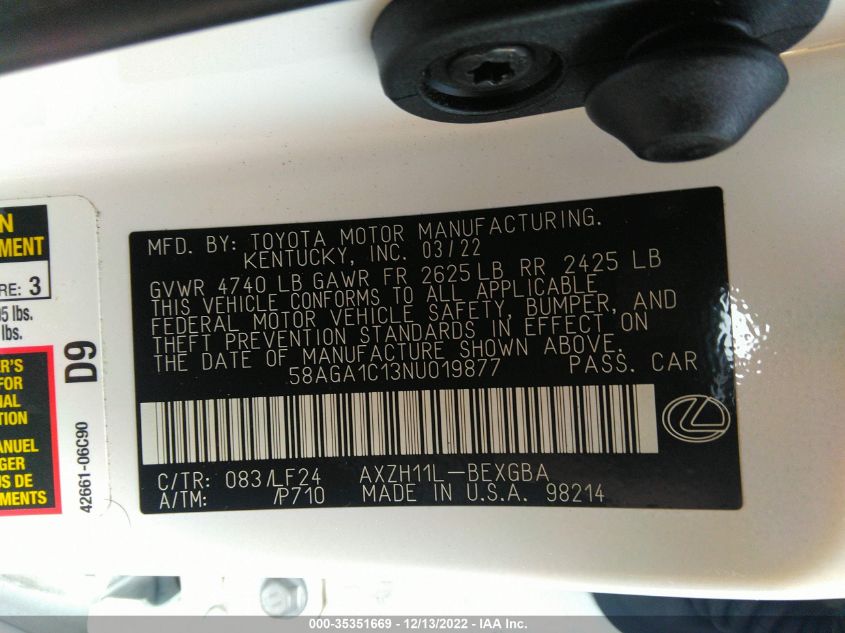 MFD. BY: TOYOTA MOTOR MANUFACTURING.
KENTUCKY, INC. 03/22
GVWR 4740 LB GAWR FR 2625 LB RR 2425 LB
THIS VEHICLE CONFORMS TO ALL APPLICABLE
FEDERAL MOTOR VEHICLE SAFETY, BUMPER, AND
THEFT PREVENTION STANDARDS IN EFFECT ON
THE DATE OF MANUFACTURE SHOWN ABOVE.
58AGA1C13NU019877 PASS. CAR
C/TR: 083/LF24 AXZH11L-BEXGBA
A/TM: /P710 MADE IN U.S.A. 98214
RE: 3
lbs.
lbs.
D9
42661-06C90
000-35351669 - 12/13/2022 - IAA Inc.